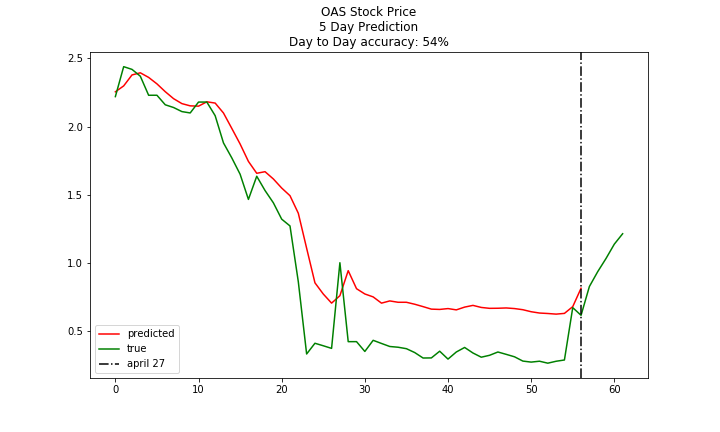 OAS Stock Price
5 Day Prediction
Day to Day accuracy: 54%
2.5
2.0
1.5
1.0
0.5
predicted
true
april 27
0
10
20
30
40
50
60